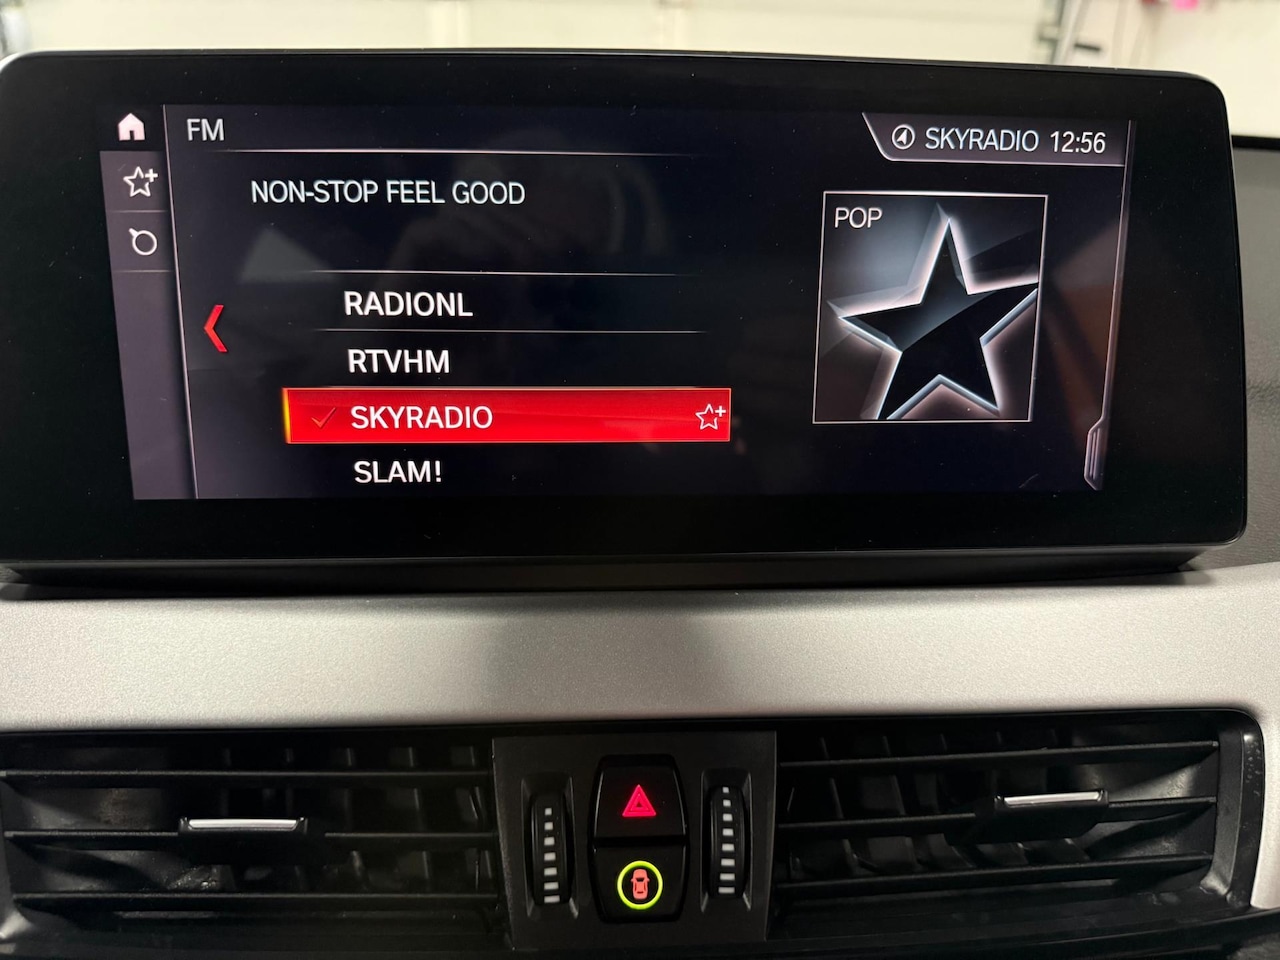 FM
SKYRADIO 12:56
NON-STOP FEEL GOOD
POP
RADIONL
RTVHM
SKYRADIO
SLAM!